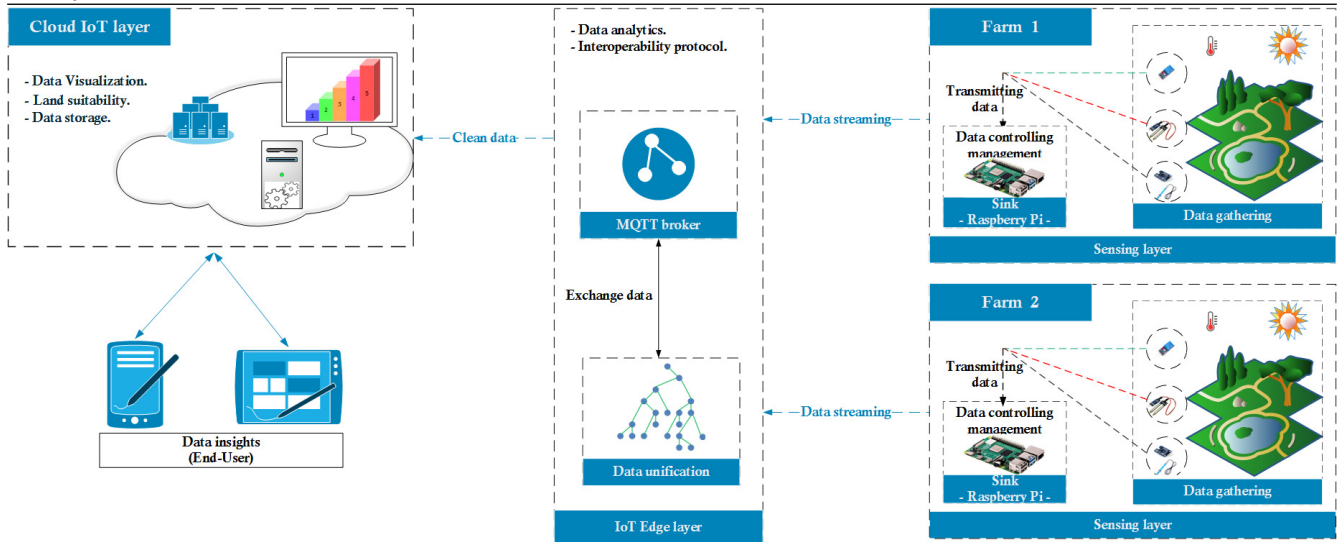 Cloud IoT layer
- Data Visualization.
- Land suitability.
- Data storage.
1
2
3
4
5
Clean data
Data insights
(End-User)
- Data analytics.
- Interoperability protocol.
MQTT broker
Exchange data
Data unification
IoT Edge layer
Data streaming
Data streaming
Farm 1
Transmitting
data
Data controlling
management
Sink
- Raspberry Pi -
Data gathering
Sensing layer
Farm 2
Transmitting
data
Data controlling
management
Sink
- Raspberry Pi -
Data gathering
Sensing layer